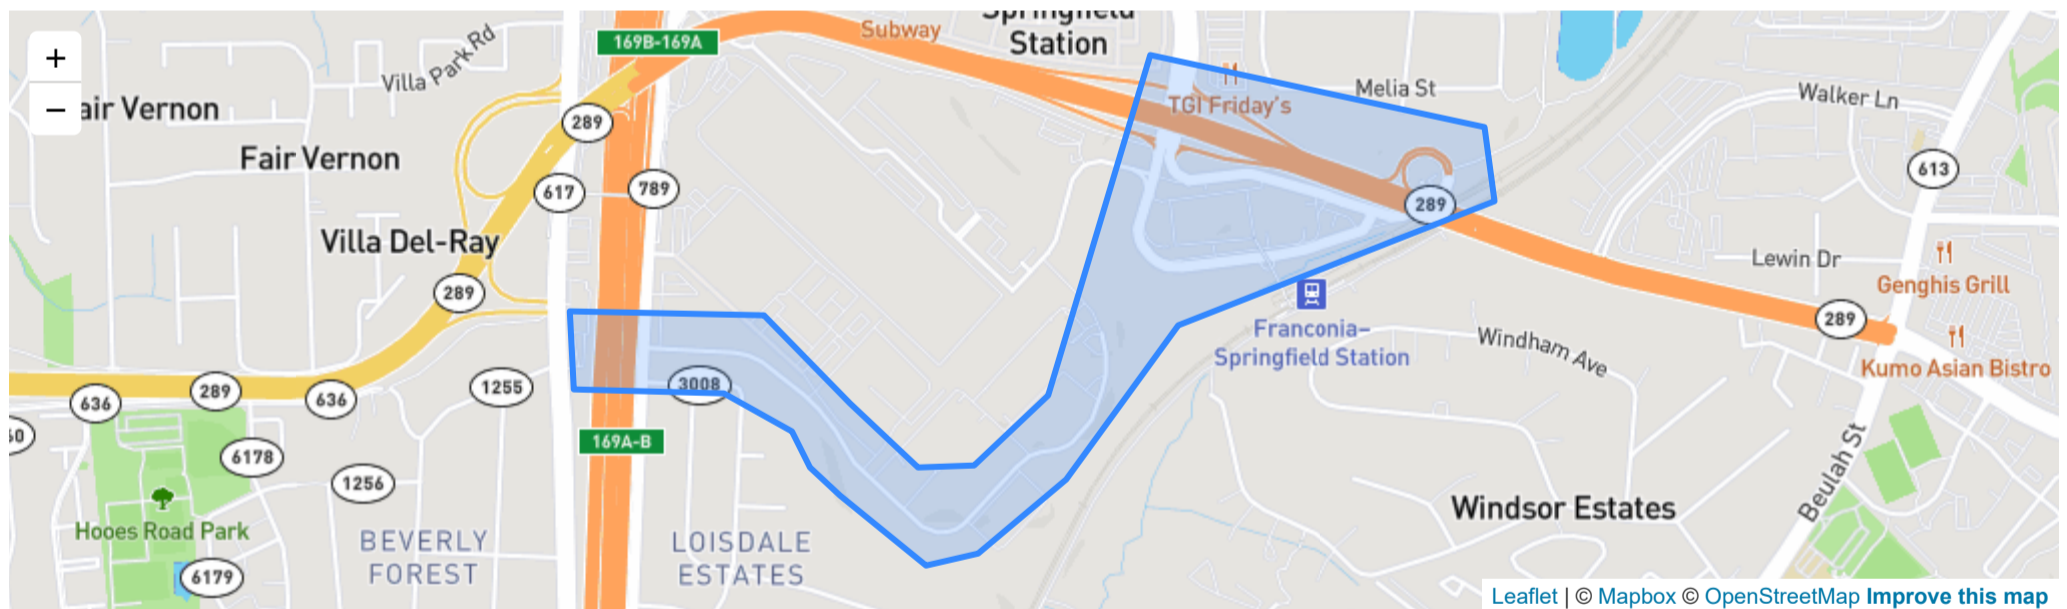 +
−
air Vernon
Villa Park Rd
169B-169A
Subway
Springfield
Station
TGI Friday's
Melia St
Walker Ln
289
Fair Vernon
617
789
613
289
Villa Del-Ray
289
Lewin Dr
Genghis Grill
289
Franconia–
Springfield Station
Windham Ave
Kumo Asian Bistro
636
289
636
1255
3008
169A-B
6178
1256
Beulah St
Windsor Estates
Hooes Road Park
BEVERLY
FOREST
LOISDALE
ESTATES
6179
Leaflet | © Mapbox © OpenStreetMap Improve this map